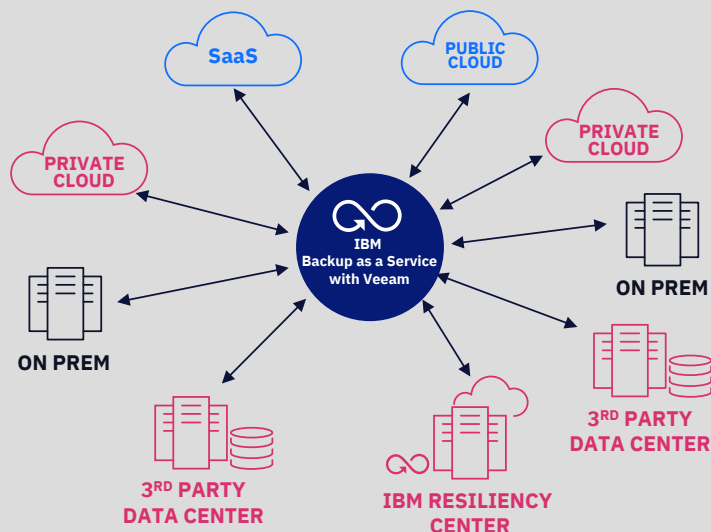 SaaS
PUBLIC
CLOUD
PRIVATE
CLOUD
PRIVATE
CLOUD
IBM
Backup as a Service
with Veeam
ON PREM
ON PREM
3RD PARTY
DATA CENTER
3RD PARTY
DATA CENTER
IBM RESILIENCY
CENTER